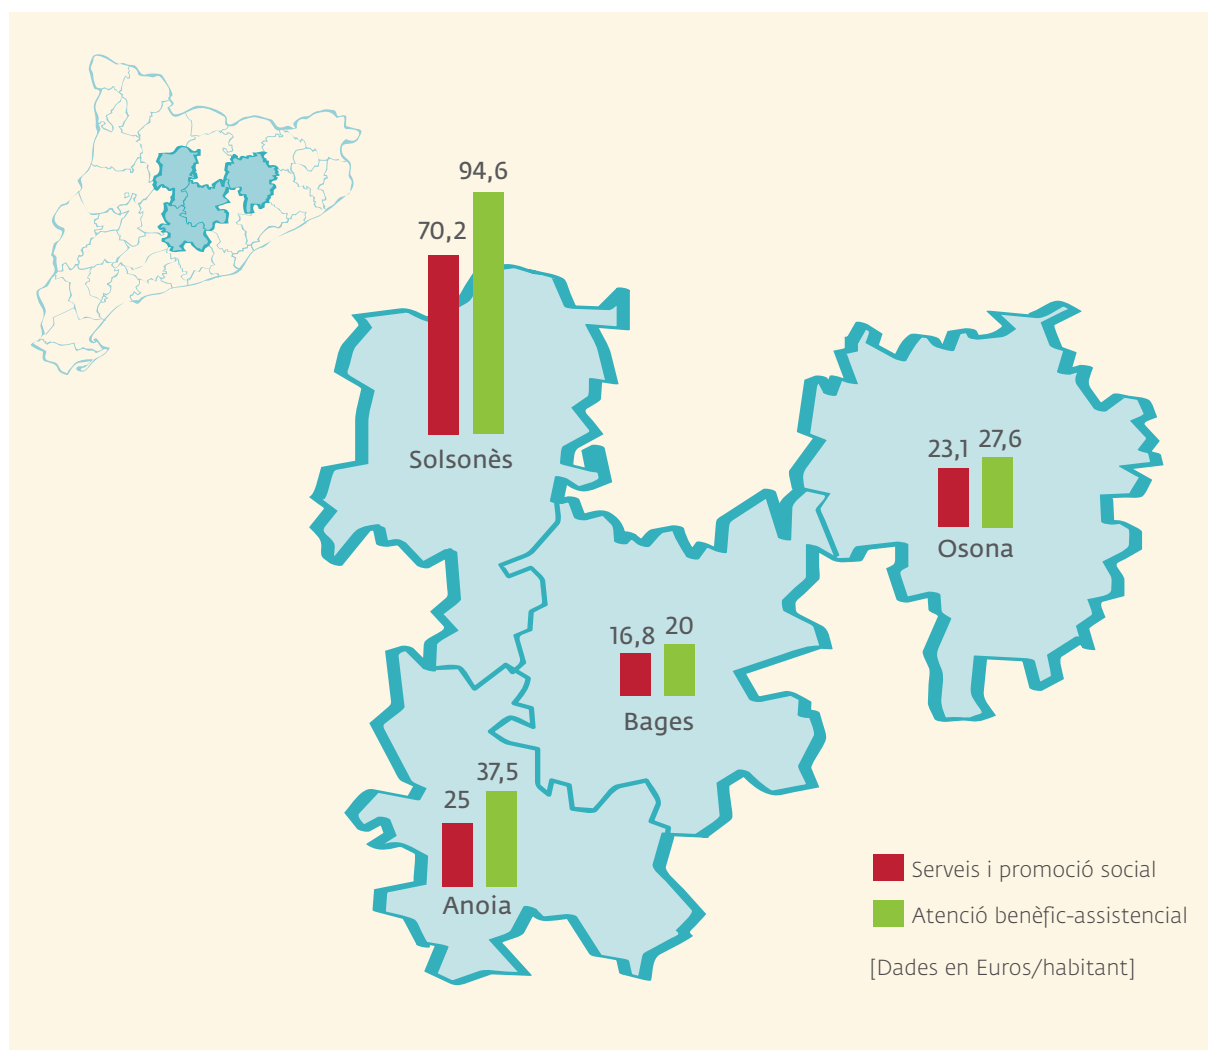 94,6
70,2
Solsonès
23,1
27,6
Osona
16,8
20
Bages
37,5
25
Anoia
Serveis i promoció social
Atenció benèfic-assistencial
[Dades en Euros/habitant]